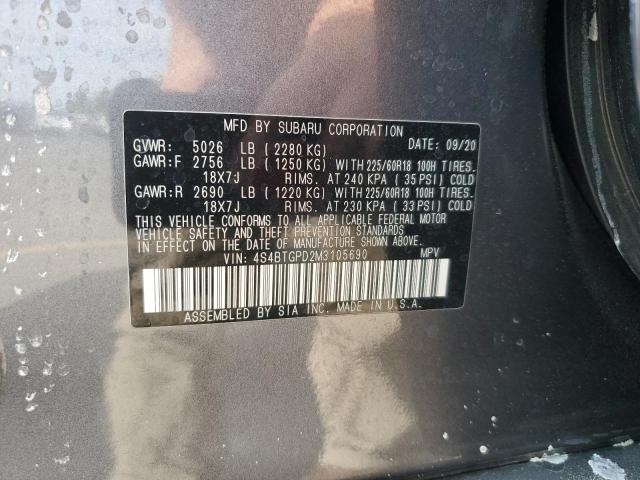 MFD BY SUBARU CORPORATION
GVWR: 5026 LB (2280 KG) DATE: 09/20
GAWR:F 2756 LB (1250 KG) WITH 225/60R18 100H TIRES.
18X7J RIMS. AT 240 KPA (35 PSI) COLD
GAWR:R 2690 LB (1220 KG) WITH 225/60R18 100H TIRES.
18X7J RIMS. AT 230 KPA (33 PSI) COLD
THIS VEHICLE CONFORMS TO ALL APPLICABLE FEDERAL MOTOR
VEHICLE SAFETY AND THEFT PREVENTION STANDARDS
IN EFFECT ON THE DATE OF MANUFACTURE SHOWN ABOVE.
VIN: 4S4BTGPD2M3105690 MPV
ASSEMBLED BY SIA INC. MADE IN U.S.A.